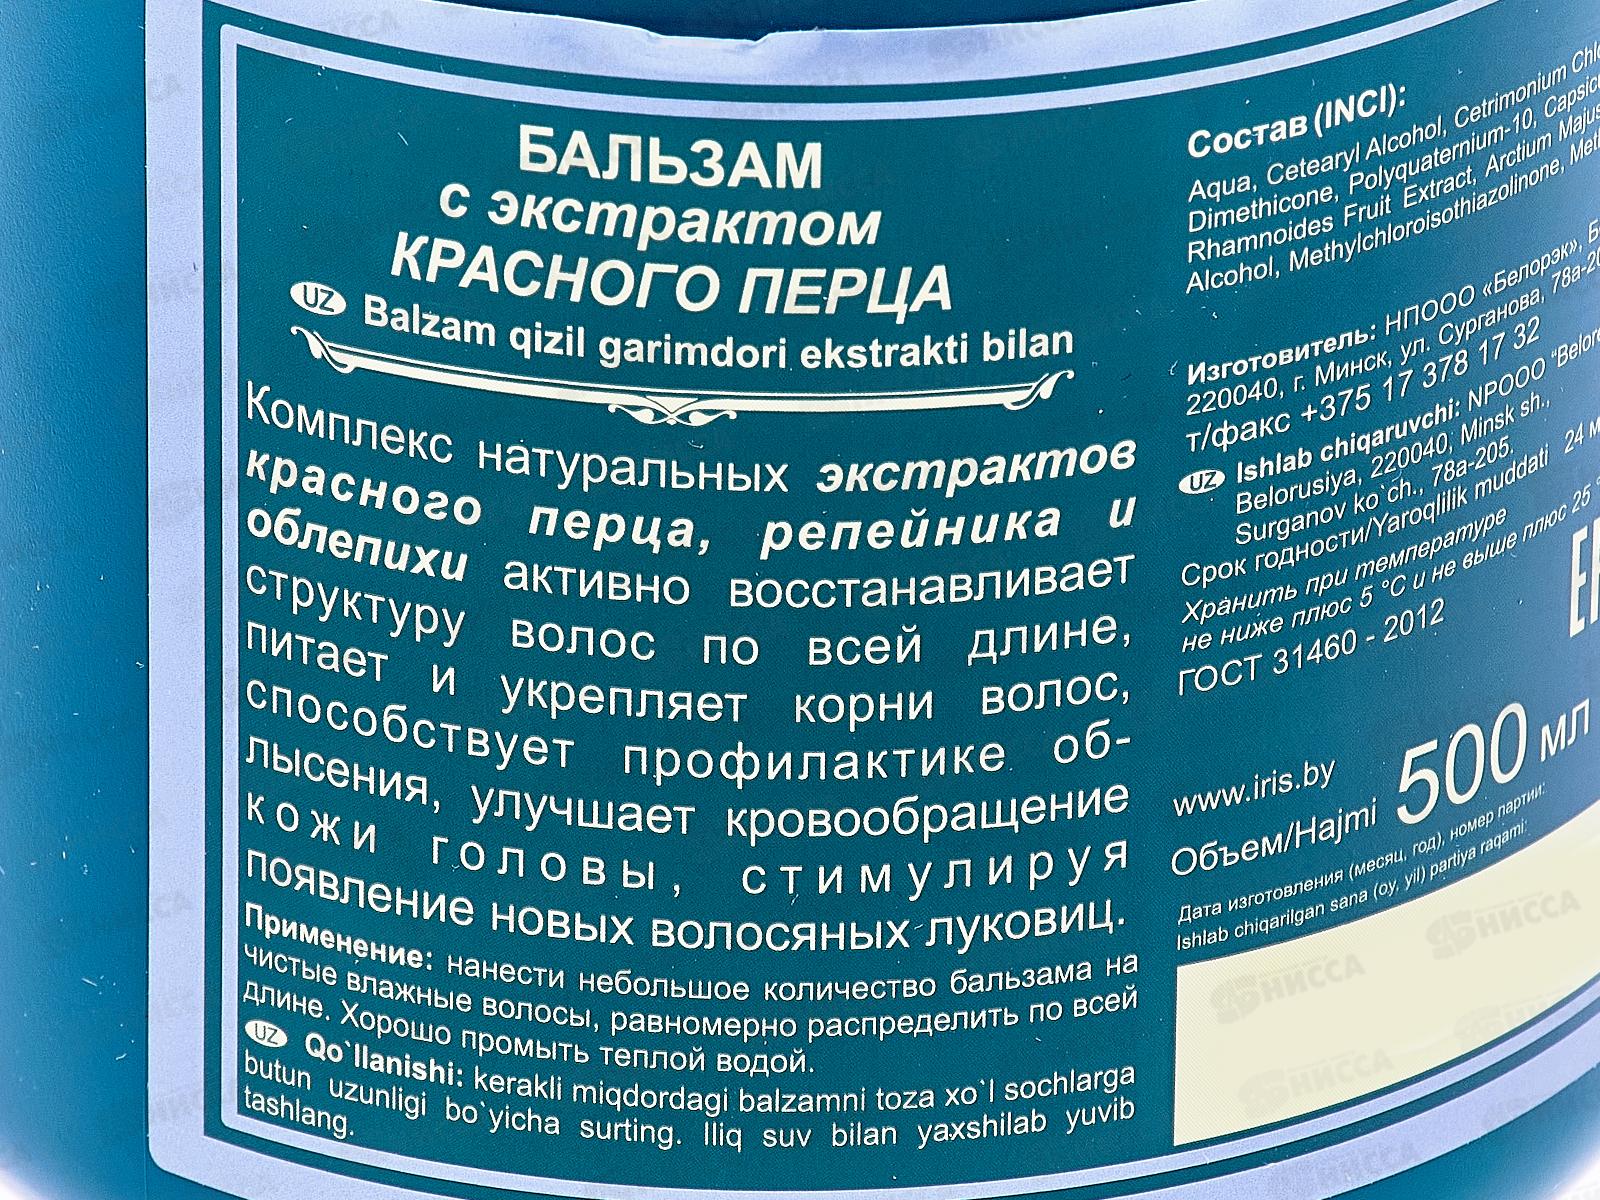 БАЛЬЗАМ
с экстрактом
КРАСНОГО ПЕРЦА
UZ Balzam qizil garimdori ekstrakti bilan
Комплекс натуральных экстрактов
красного перца, репейника и
облепихи активно восстанавливает
структуру волос по всей длине,
питает и укрепляет корни волос,
способствует профилактике об-
лысения, улучшает кровообращение
кожи головы, стимулируя
появление новых волосяных луковиц.
Применение: нанести небольшое количество бальзама на
чистые влажные волосы, равномерно распределить по всей
длине. Хорошо промыть теплой водой.
UZ Qo`llanishi: kerakli miqdordagi balzamni toza xo`l sochlarga
butun uzunligi bo`yicha surting. Iliq suv bilan yaxshilab yuvib
tashlang.
Состав (INCI):
Aqua, Cetearyl Alcohol, Cetrimonium
Dimethicone, Polyquaternium-10,
Rhamnoides Fruit Extract, Arctium Majus
Alcohol, Methylchloroisothiazolinone,
Изготовитель: НПООО «Белорэк»,
220040, г. Минск, ул. Сурганова,
т/факс +375 17 378 17 32
UZ Ishlab chiqaruvchi: NPOOO
Belorusiya, 220040, Minsk sh.,
Surganov ko`ch., 78a-205.
Срок годности/Yaroqlilik muddati 24
Хранить при температуре
не ниже плюс 5 °C и не выше плюс 25
ГОСТ 31460 - 2012
www.iris.by
Объем/Hajmi 500 мл
Дата изготовления (месяц, год), номер партии:
Ishlab chiqarilgan sana (oy, yil) partiya raqami:
НИССА
НИССА
НИССА